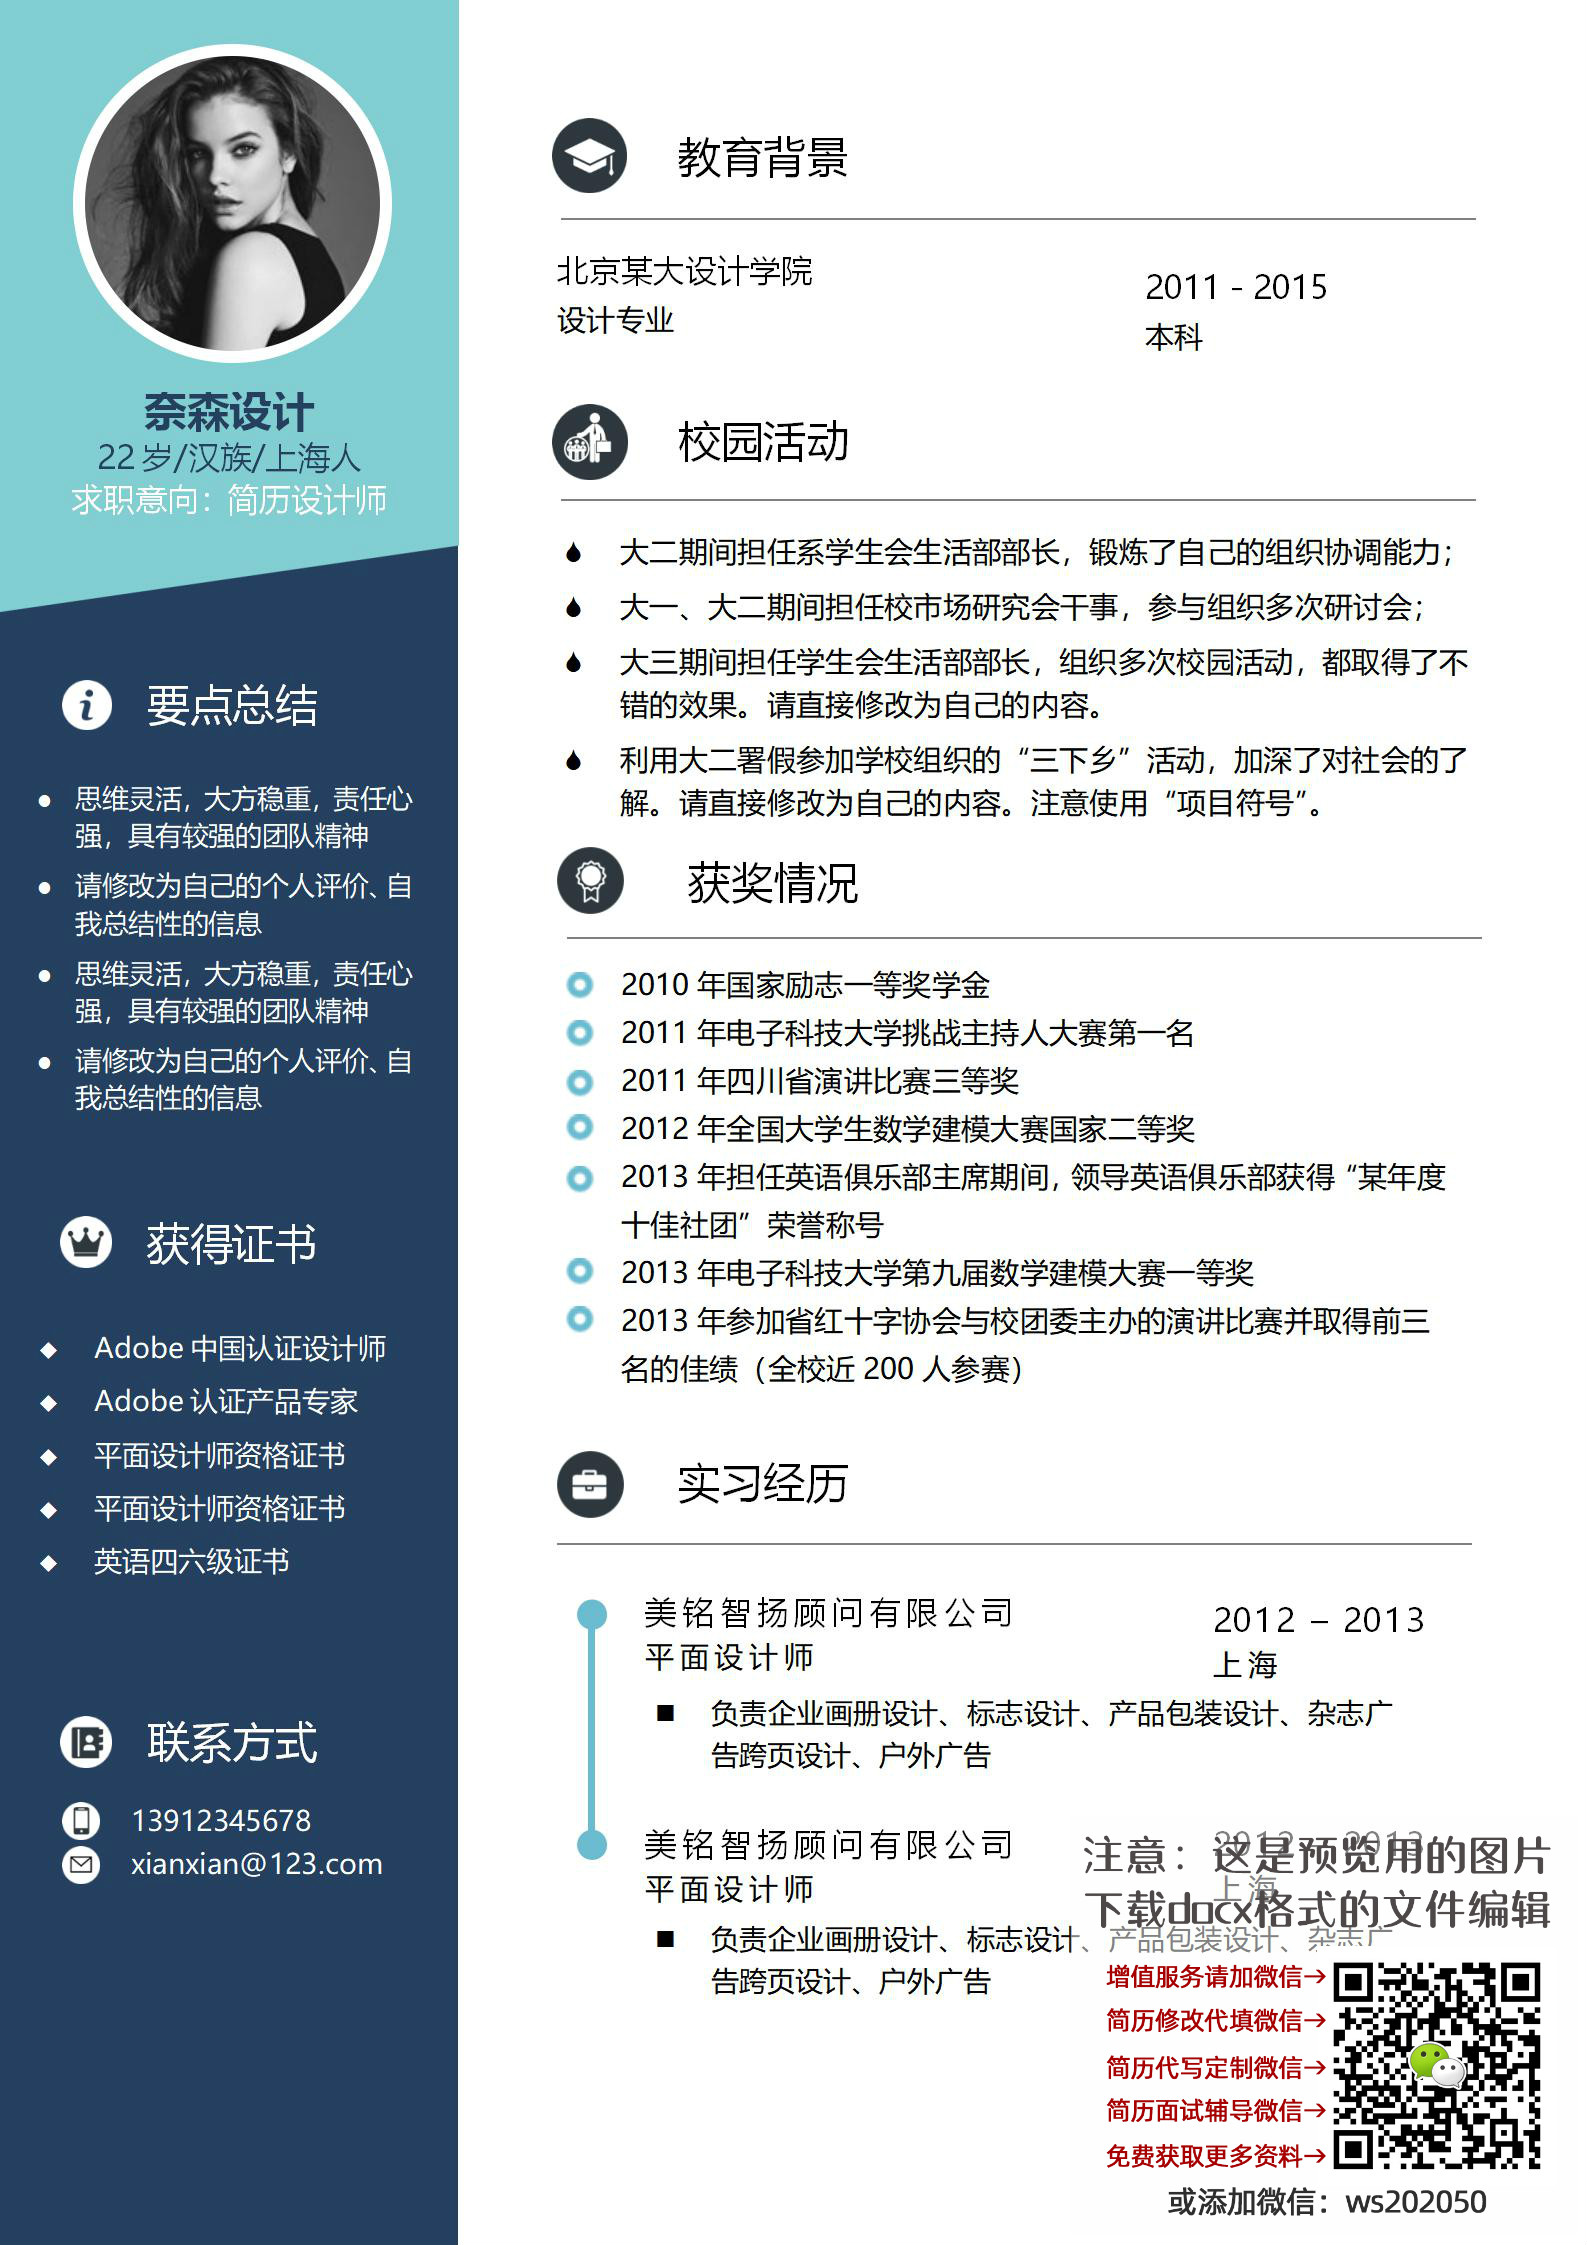 奈森设计
22岁/汉族/上海人
求职意向：简历设计师
要点总结
● 思维灵活，大方稳重，责任心
强，具有较强的团队精神
● 请修改为自己的个人评价、自
我总结性的信息
● 思维灵活，大方稳重，责任心
强，具有较强的团队精神
● 请修改为自己的个人评价、自
我总结性的信息
获得证书
◆ Adobe 中国认证设计师
◆ Adobe 认证产品专家
◆ 平面设计师资格证书
◆ 平面设计师资格证书
◆ 英语四六级证书
联系方式
13912345678
xianxian@123.com
教育背景
北京某大设计学院
2011 - 2015
设计专业
本科
校园活动
大二期间担任系学生会生活部部长，锻炼了自己的组织协调能力；
大一、大二期间担任校市场研究会干事，参与组织多次研讨会；
大三期间担任学生会生活部部长，组织多次校园活动，都取得了不
错的效果。请直接修改为自己的内容。
利用大二署假参加学校组织的“三下乡”活动，加深了对社会的了
解。请直接修改为自己的内容。注意使用“项目符号”。
获奖情况
2010 年国家励志一等奖学金
2011 年电子科技大学挑战主持人大赛第一名
2011 年四川省演讲比赛三等奖
2012 年全国大学生数学建模大赛国家二等奖
2013 年担任英语俱乐部主席期间，领导英语俱乐部获得“某年度
十佳社团”荣誉称号
2013 年电子科技大学第九届数学建模大赛一等奖
2013 年参加省红十字协会与校团委主办的演讲比赛并取得前三
名的佳绩（全校近 200 人参赛）
实习经历
美铭智扬顾问有限公司
2012 – 2013
平面设计师
上海
■ 负责企业画册设计、标志设计、产品包装设计、杂志广
告跨页设计、户外广告
美铭智扬顾问有限公司
2012 – 2013
平面设计师
上海
■ 负责企业画册设计、标志设计、产品包装设计、杂志广
告跨页设计、户外广告
注意：这是预览用的图片
下载docx格式的文件编辑
增值服务请加微信→
简历修改代填微信→
简历代写定制微信→
简历面试辅导微信→
免费获取更多资料→
或添加微信：ws202050